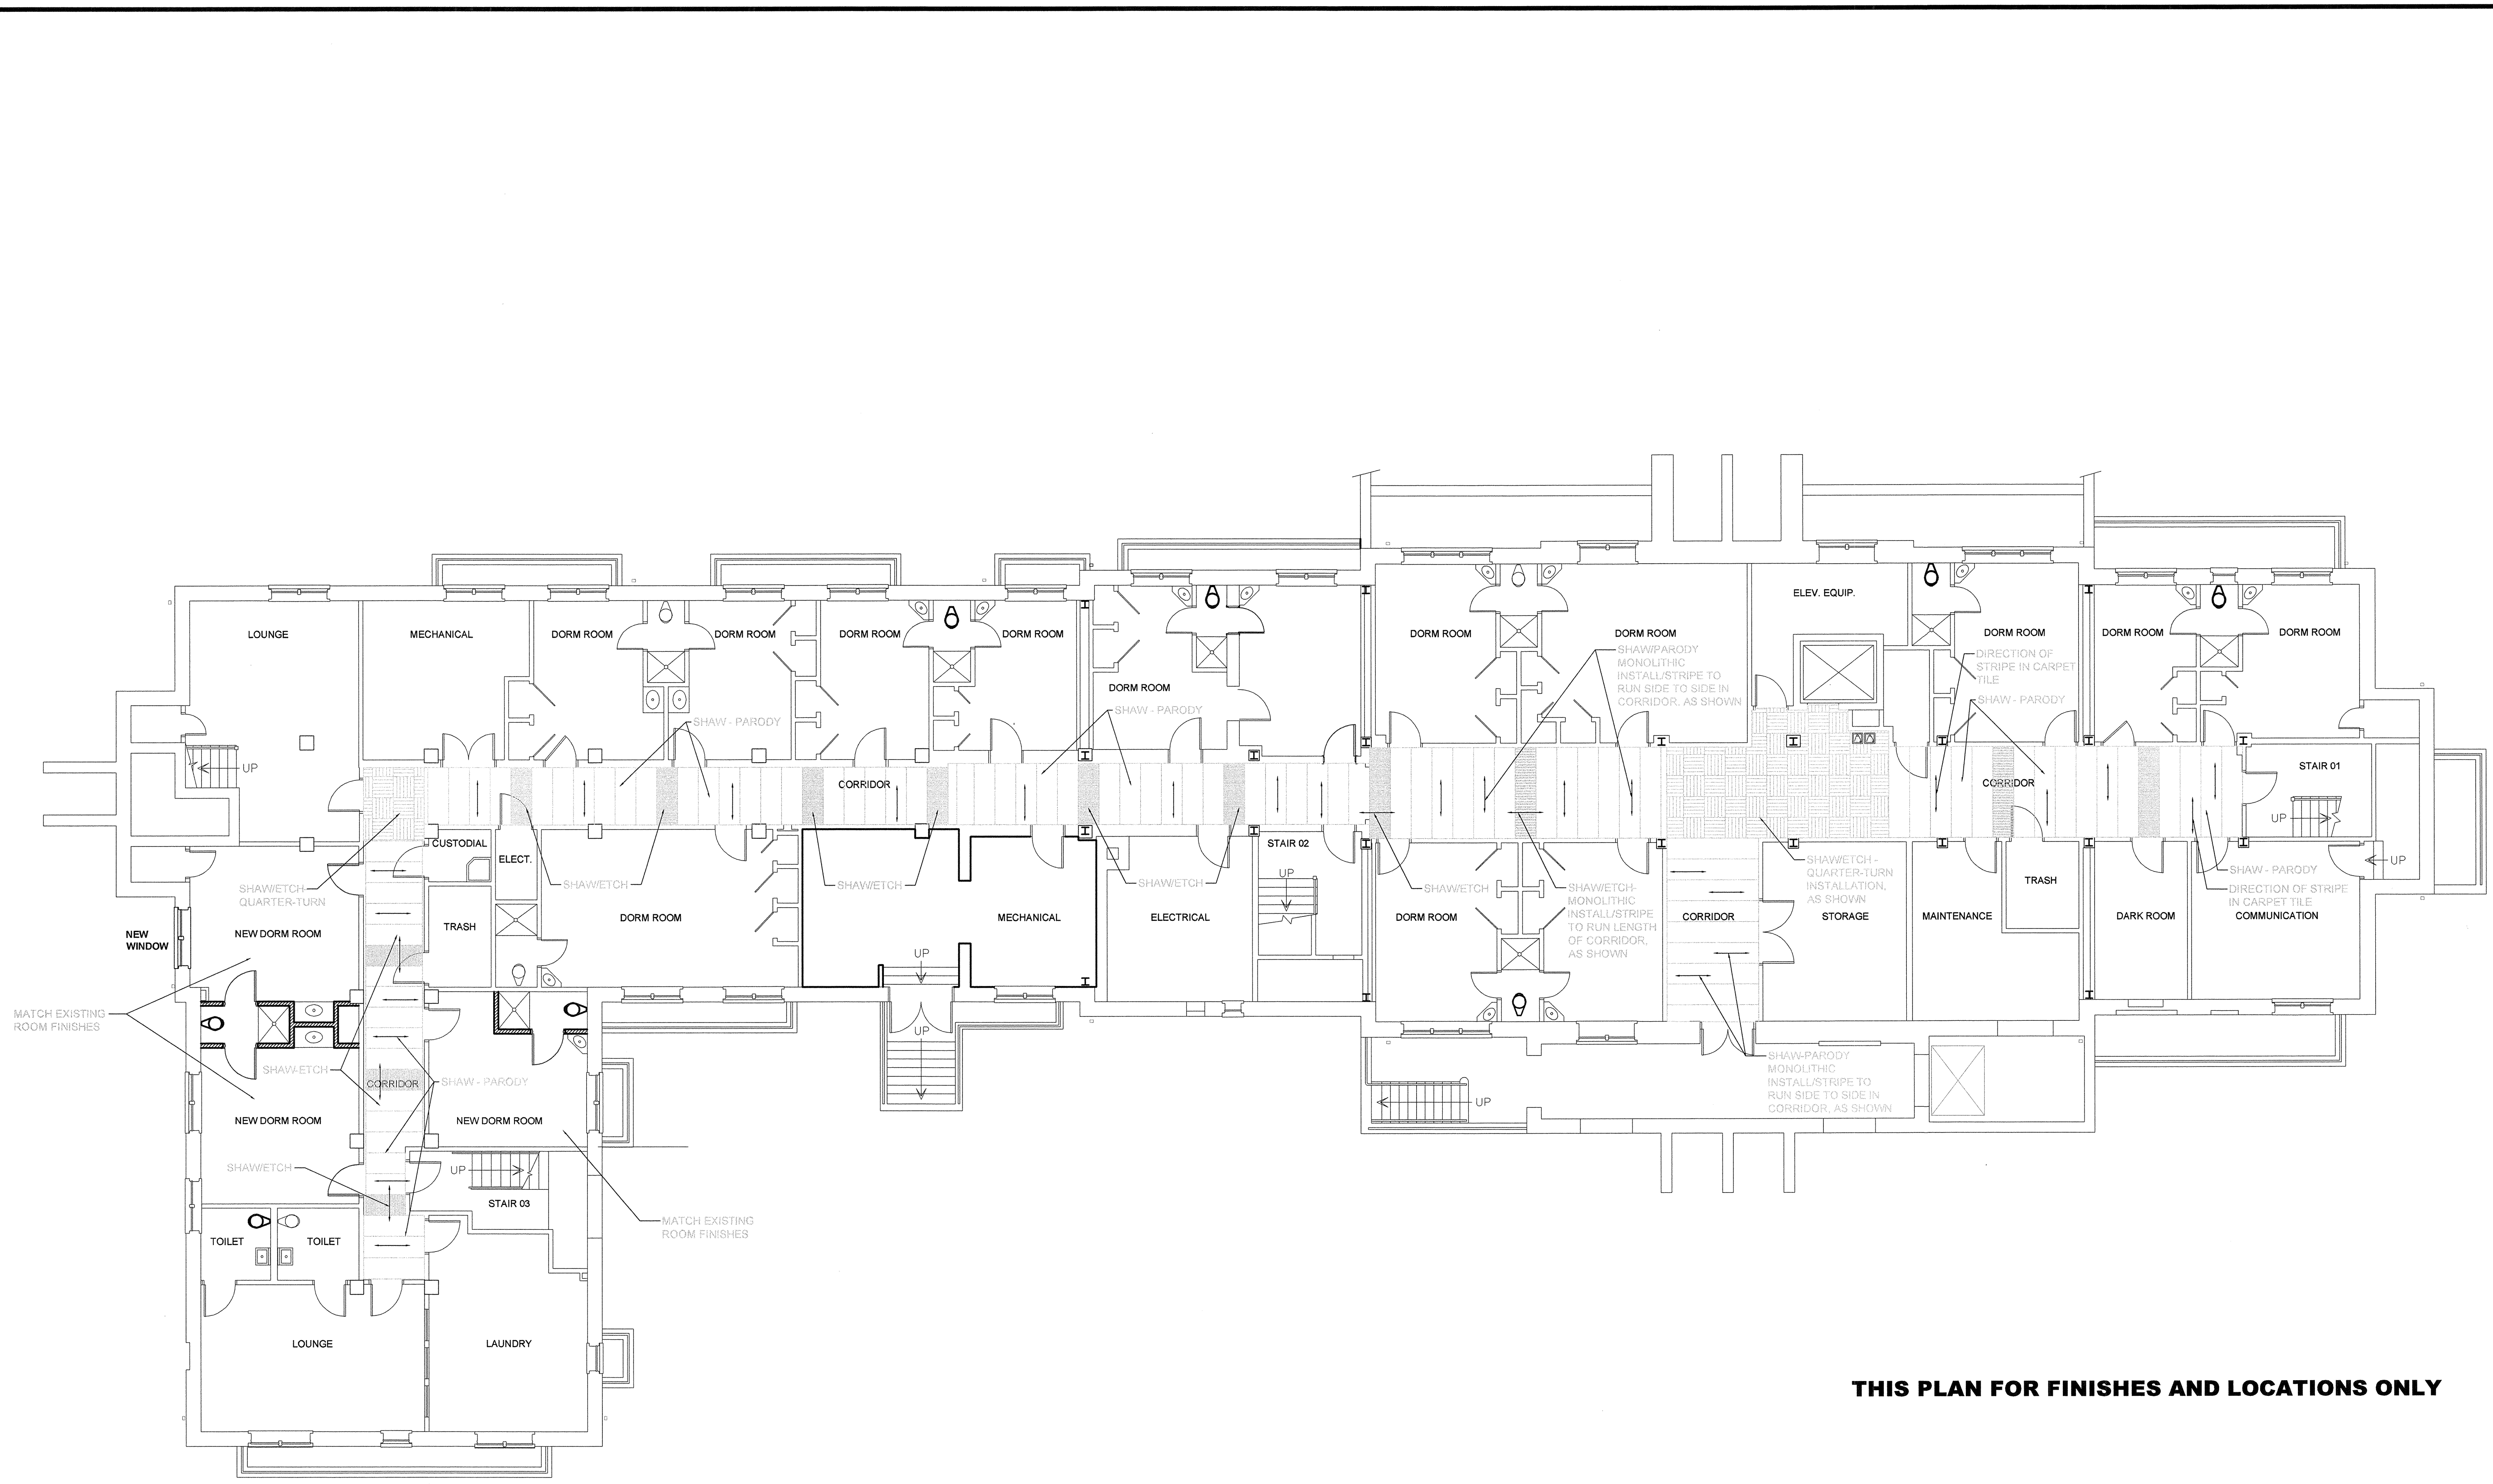 ELEV. EQUIP.
LOUNGE
MECHANICAL
DORM ROOM
DORM ROOM
DORM ROOM
DORM ROOM
DORM ROOM
DORM ROOM
DORM ROOM
DORM ROOM
DORM ROOM
DORM ROOM
SHAW/PARODY
MONOLITHIC
INSTALL/STRIPE TO
RUN SIDE TO SIDE IN
CORRIDOR, AS SHOWN
DIRECTION OF
STRIPE IN CARPET
TILE
SHAW - PARODY
SHAW - PARODY
SHAW - PARODY
UP
CORRIDOR
CORRIDOR
STAIR 01
UP
CUSTODIAL
ELECT.
STAIR 02
UP
UP
SHAW/ETCH-
QUARTER-TURN
SHAW/ETCH
SHAW/ETCH
SHAW/ETCH
SHAW/ETCH
SHAW/ETCH-
MONOLITHIC
INSTALL/STRIPE
TO RUN LENGTH
OF CORRIDOR,
AS SHOWN
SHAW/ETCH -
QUARTER-TURN
INSTALLATION,
AS SHOWN
SHAW - PARODY
DIRECTION OF STRIPE
IN CARPET TILE
TRASH
NEW
WINDOW
NEW DORM ROOM
TRASH
DORM ROOM
MECHANICAL
ELECTRICAL
DORM ROOM
CORRIDOR
STORAGE
MAINTENANCE
DARK ROOM
COMMUNICATION
UP
UP
MATCH EXISTING
ROOM FINISHES
SHAW-ETCH
CORRIDOR
SHAW - PARODY
SHAW-PARODY
MONOLITHIC
INSTALL/STRIPE TO
RUN SIDE TO SIDE IN
CORRIDOR, AS SHOWN
UP
NEW DORM ROOM
NEW DORM ROOM
SHAW/ETCH
UP
STAIR 03
MATCH EXISTING
ROOM FINISHES
TOILET
TOILET
LOUNGE
LAUNDRY
THIS PLAN FOR FINISHES AND LOCATIONS ONLY